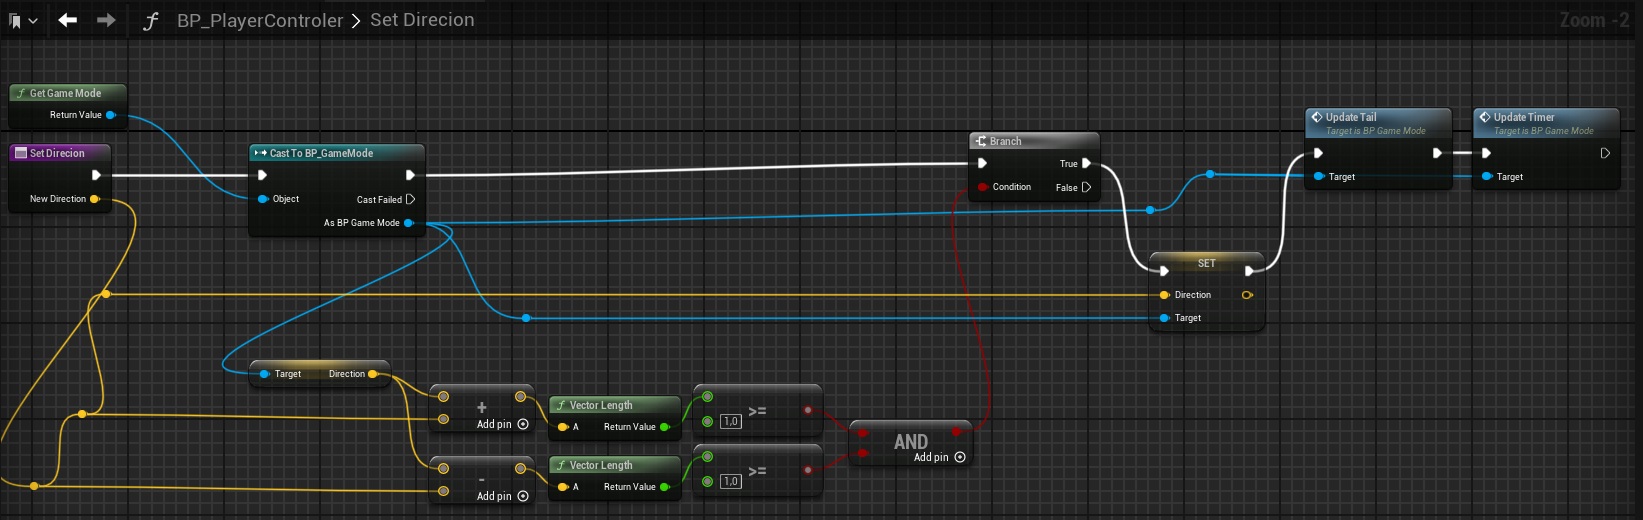 BP_PlayerControler > Set Direcion
Zoom -2
Get Game Mode
Return Value
Set Direcion
New Direction
Cast To BP_GameMode
Object
Cast Failed
As BP Game Mode
Branch
True
Condition
False
Update Tail
Target is BP Game Mode
Target
Update Timer
Target is BP Game Mode
Target
SET
Direction
Target
Target Direction
+
Add pin
Vector Length
A Return Value
>=
1,0
-
Add pin
Vector Length
A Return Value
>=
1,0
AND
Add pin